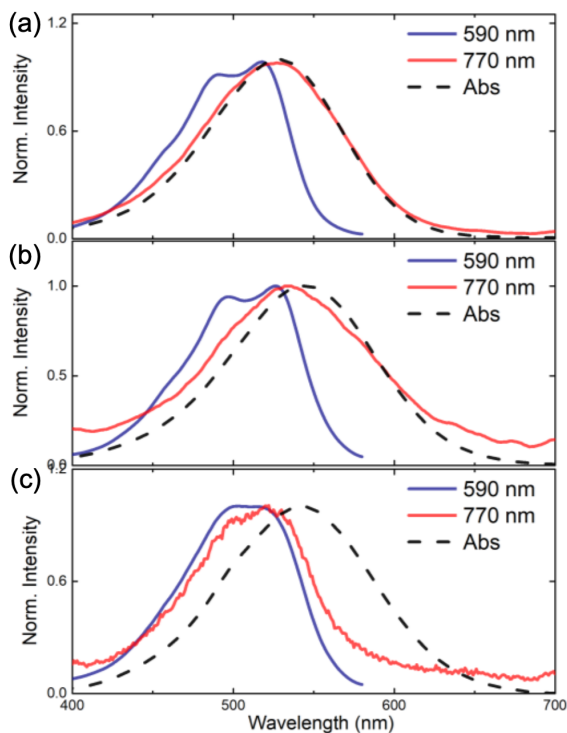 (a)
1.2
0.6
0.0
Norm. Intensity
590 nm
770 nm
Abs
(b)
1.0
0.5
0.0
Norm. Intensity
590 nm
770 nm
Abs
(c)
1.2
0.6
0.0
Norm. Intensity
590 nm
770 nm
Abs
400
500
600
700
Wavelength (nm)